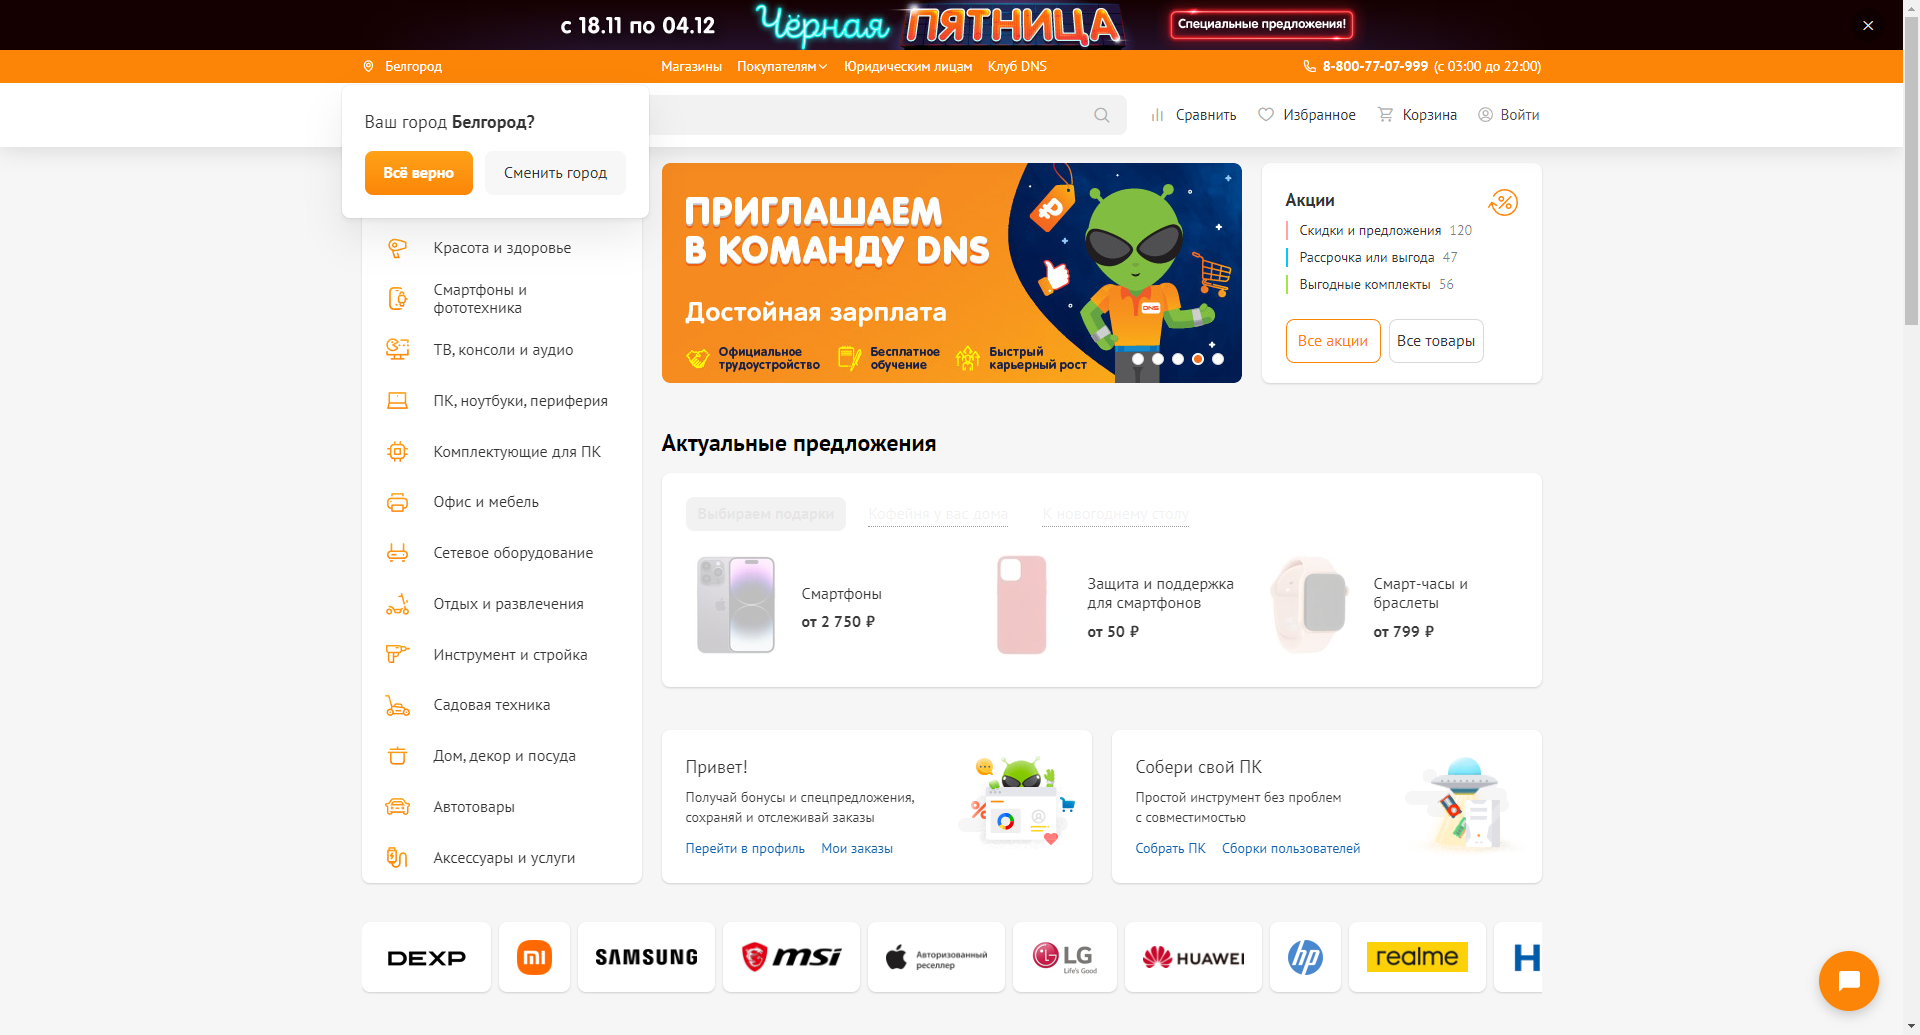 с 18.11 по 04.12
Чёрная ПЯТНИЦА
Специальные предложения!
Белгород
Магазины
Покупателям
Юридическим лицам
Клуб DNS
8-800-77-07-999 (с 03:00 до 22:00)
Ваш город Белгород?
Всё верно
Сменить город
Сравнить
Избранное
Корзина
Войти
Красота и здоровье
Смартфоны и
фототехника
ТВ, консоли и аудио
ПК, ноутбуки, периферия
Комплектующие для ПК
Офис и мебель
Сетевое оборудование
Отдых и развлечения
Инструмент и стройка
Садовая техника
Дом, декор и посуда
Автотовары
Аксессуары и услуги
ПРИГЛАШАЕМ
В КОМАНДУ DNS
Достойная зарплата
Официальное
трудоустройство
Бесплатное
обучение
Быстрый
карьерный рост
DNS
Акции
Скидки и предложения 120
Рассрочка или выгода 47
Выгодные комплекты 56
Все акции
Все товары
Актуальные предложения
Выбираем подарки
Кофейня у вас дома
К новогоднему столу
Смартфоны
от 2 750 ₽
Защита и поддержка
для смартфонов
от 50 ₽
Смарт-часы и
браслеты
от 799 ₽
Привет!
Получай бонусы и спецпредложения,
сохраняй и отслеживай заказы
Перейти в профиль
Мои заказы
Собери свой ПК
Простой инструмент без проблем
с совместимостью
Собрать ПК
Сборки пользователей
DEXP
mi
SAMSUNG
msi
Авторизованный
реселлер
LG
Life's Good
HUAWEI
hp
realme
H